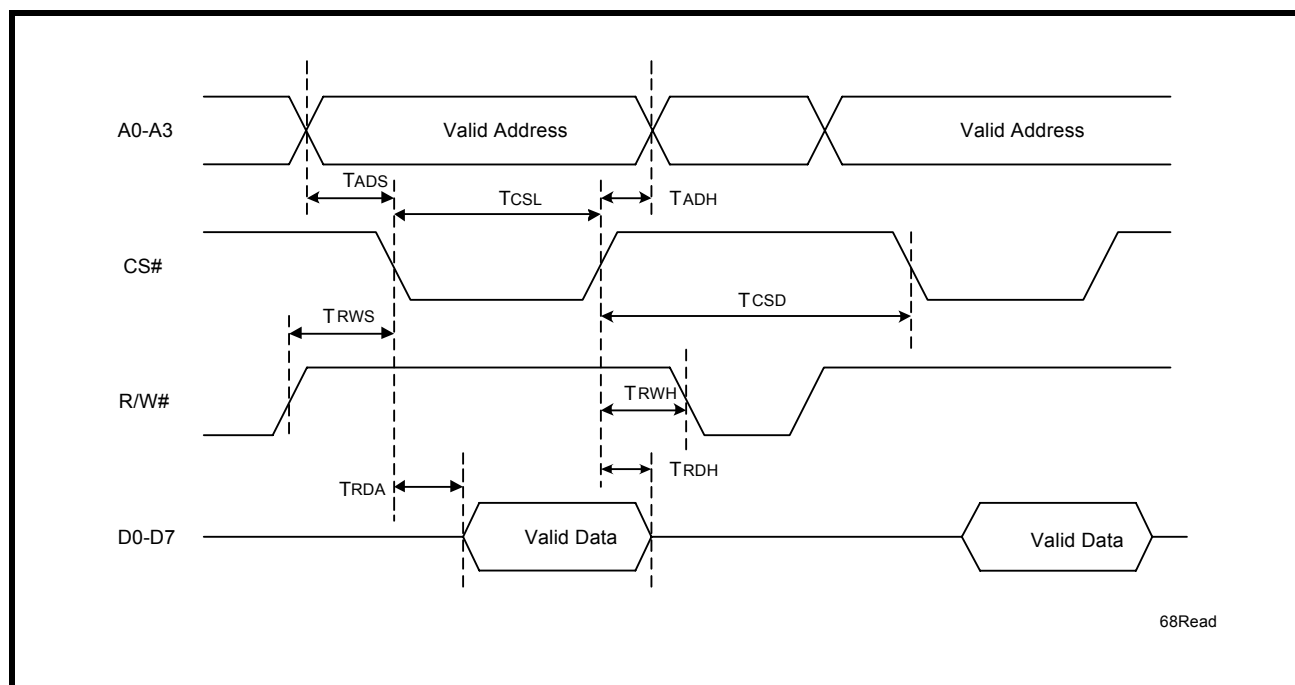 A0-A3
Valid Address
Valid Address
TADS
TCSL
TADH
CS#
TCSD
TRWS
R/W#
TRWH
TRDH
TRDA
D0-D7
Valid Data
Valid Data
68Read